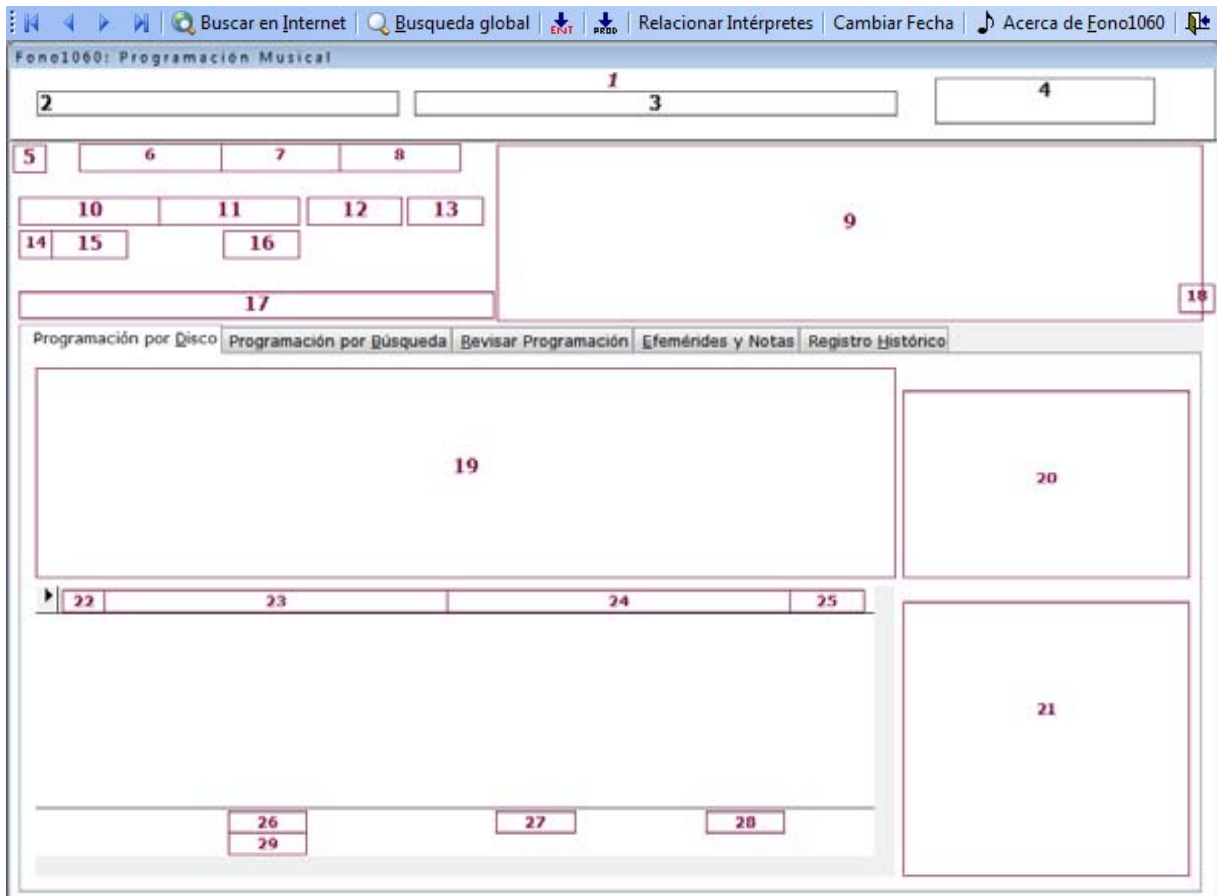 Buscar en Internet Busqueda global ENT PROD Relacionar Intérpretes Cambiar Fecha Acerca de Fono1060
Fono1060: Programación Musical
1
2 3 4
5 6 7 8
9
10 11 12 13
14 15 16
17 18
Programación por Disco Programación por Búsqueda Revisar Programación Efemérides y Notas Registro Histórico
19 20
22 23 24 25
21
26 27 28
29